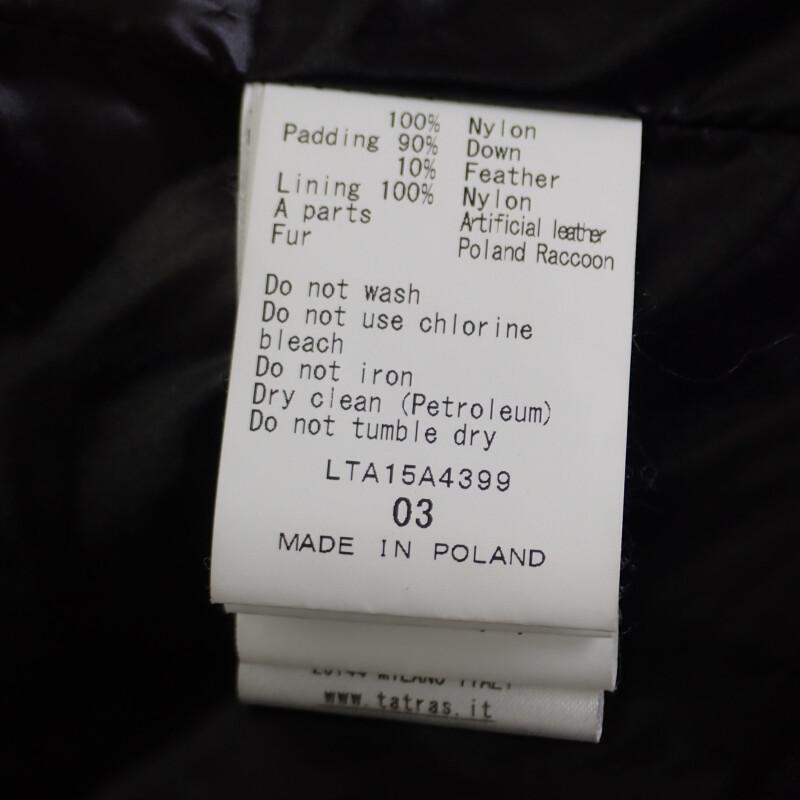 100% Nylon
Padding 90% Down
10% Feather
Lining 100% Nylon
A parts Artificial leather
Fur Poland Raccoon
Do not wash
Do not use chlorine
bleach
Do not iron
Dry clean (Petroleum)
Do not tumble dry
LTA15A4399
03
MADE IN POLAND
MILANO ITALY
www.tatras.it